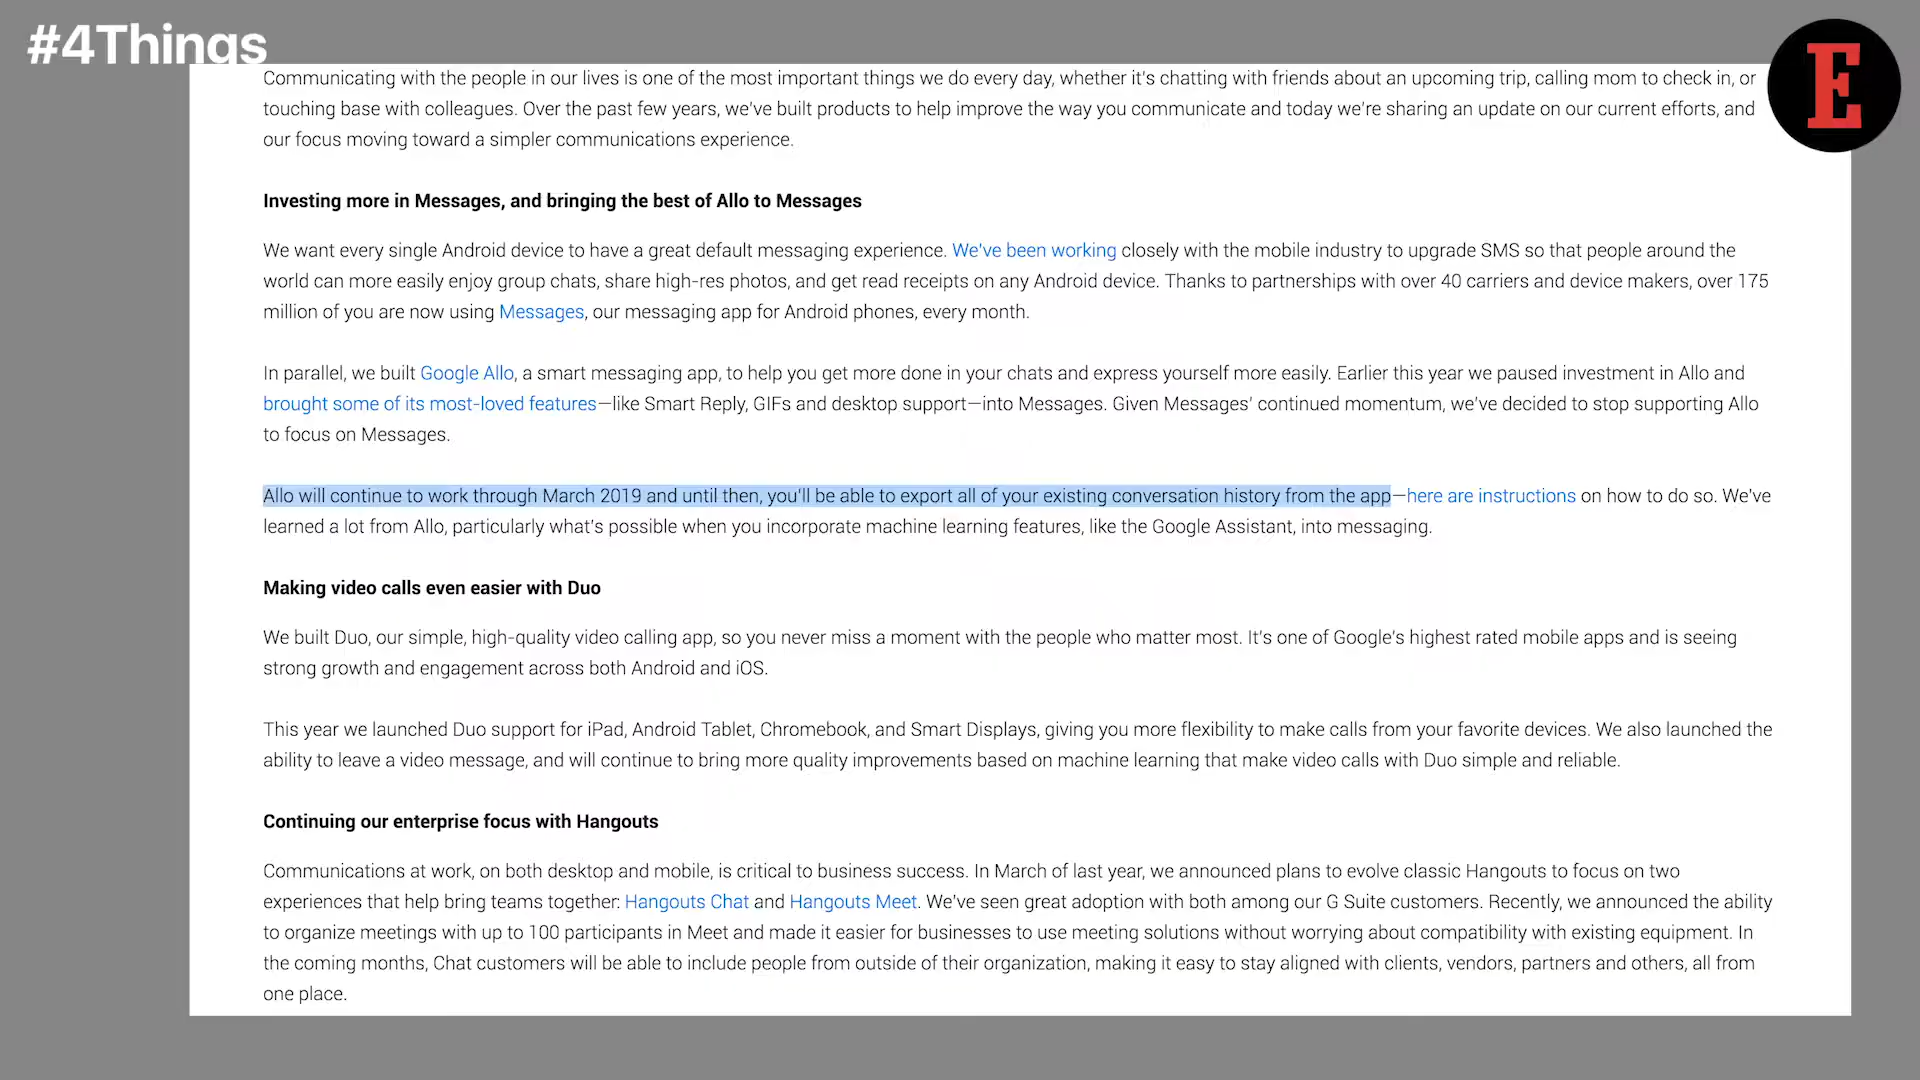 #4Things
E
Communicating with the people in our lives is one of the most important things we do every day, whether it's chatting with friends about an upcoming trip, calling mom to check in, or
touching base with colleagues. Over the past few years, we've built products to help improve the way you communicate and today we're sharing an update on our current efforts, and
our focus moving toward a simpler communications experience.
Investing more in Messages, and bringing the best of Allo to Messages
We want every single Android device to have a great default messaging experience. We've been working closely with the mobile industry to upgrade SMS so that people around the
world can more easily enjoy group chats, share high-res photos, and get read receipts on any Android device. Thanks to partnerships with over 40 carriers and device makers, over 175
million of you are now using Messages, our messaging app for Android phones, every month.
In parallel, we built Google Allo, a smart messaging app, to help you get more done in your chats and express yourself more easily. Earlier this year we paused investment in Allo and
brought some of its most-loved features—like Smart Reply, GIFs and desktop support—into Messages. Given Messages' continued momentum, we've decided to stop supporting Allo
to focus on Messages.
Allo will continue to work through March 2019 and until then, you'll be able to export all of your existing conversation history from the app—here are instructions on how to do so. We've
learned a lot from Allo, particularly what's possible when you incorporate machine learning features, like the Google Assistant, into messaging.
Making video calls even easier with Duo
We built Duo, our simple, high-quality video calling app, so you never miss a moment with the people who matter most. It's one of Google's highest rated mobile apps and is seeing
strong growth and engagement across both Android and iOS.
This year we launched Duo support for iPad, Android Tablet, Chromebook, and Smart Displays, giving you more flexibility to make calls from your favorite devices. We also launched the
ability to leave a video message, and will continue to bring more quality improvements based on machine learning that make video calls with Duo simple and reliable.
Continuing our enterprise focus with Hangouts
Communications at work, on both desktop and mobile, is critical to business success. In March of last year, we announced plans to evolve classic Hangouts to focus on two
experiences that help bring teams together: Hangouts Chat and Hangouts Meet. We've seen great adoption with both among our G Suite customers. Recently, we announced the ability
to organize meetings with up to 100 participants in Meet and made it easier for businesses to use meeting solutions without worrying about compatibility with existing equipment. In
the coming months, Chat customers will be able to include people from outside of their organization, making it easy to stay aligned with clients, vendors, partners and others, all from
one place.